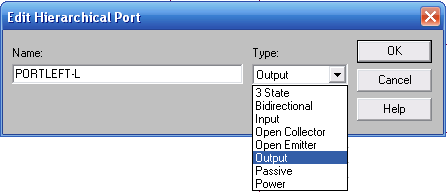 Edit Hierarchical Port
Name:
PORTLEFT-L
Type:
Output
3 State
Bidirectional
Input
Open Collector
Open Emitter
Output
Passive
Power
OK
Cancel
Help